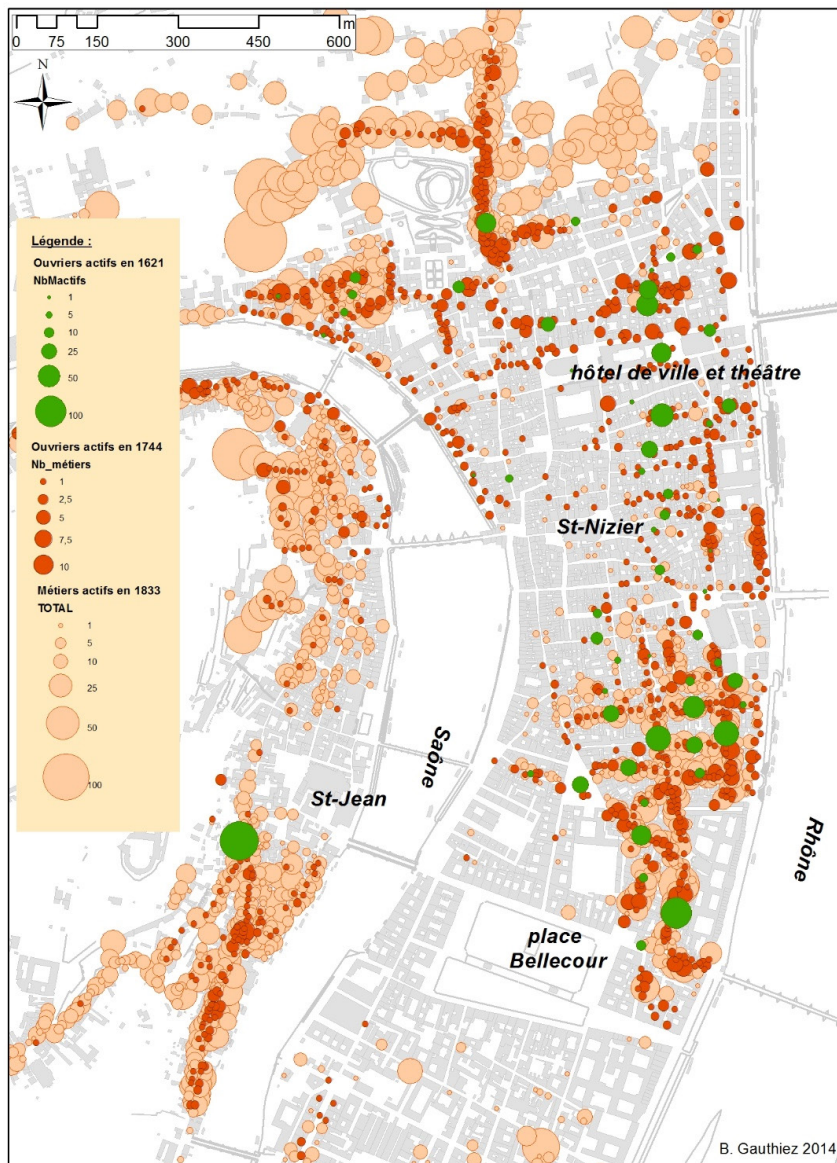 m
0 75 150 300 450 600
N
Légende :
Ouvriers actifs en 1621
NbMactifs
1
5
10
25
50
100
Ouvriers actifs en 1744
Nb_métiers
1
2,5
5
7,5
10
Métiers actifs en 1833
TOTAL
1
5
10
25
50
100
hôtel de ville et théâtre
St-Nizier
Saône
St-Jean
Rhône
place
Bellecour
B. Gauthiez 2014